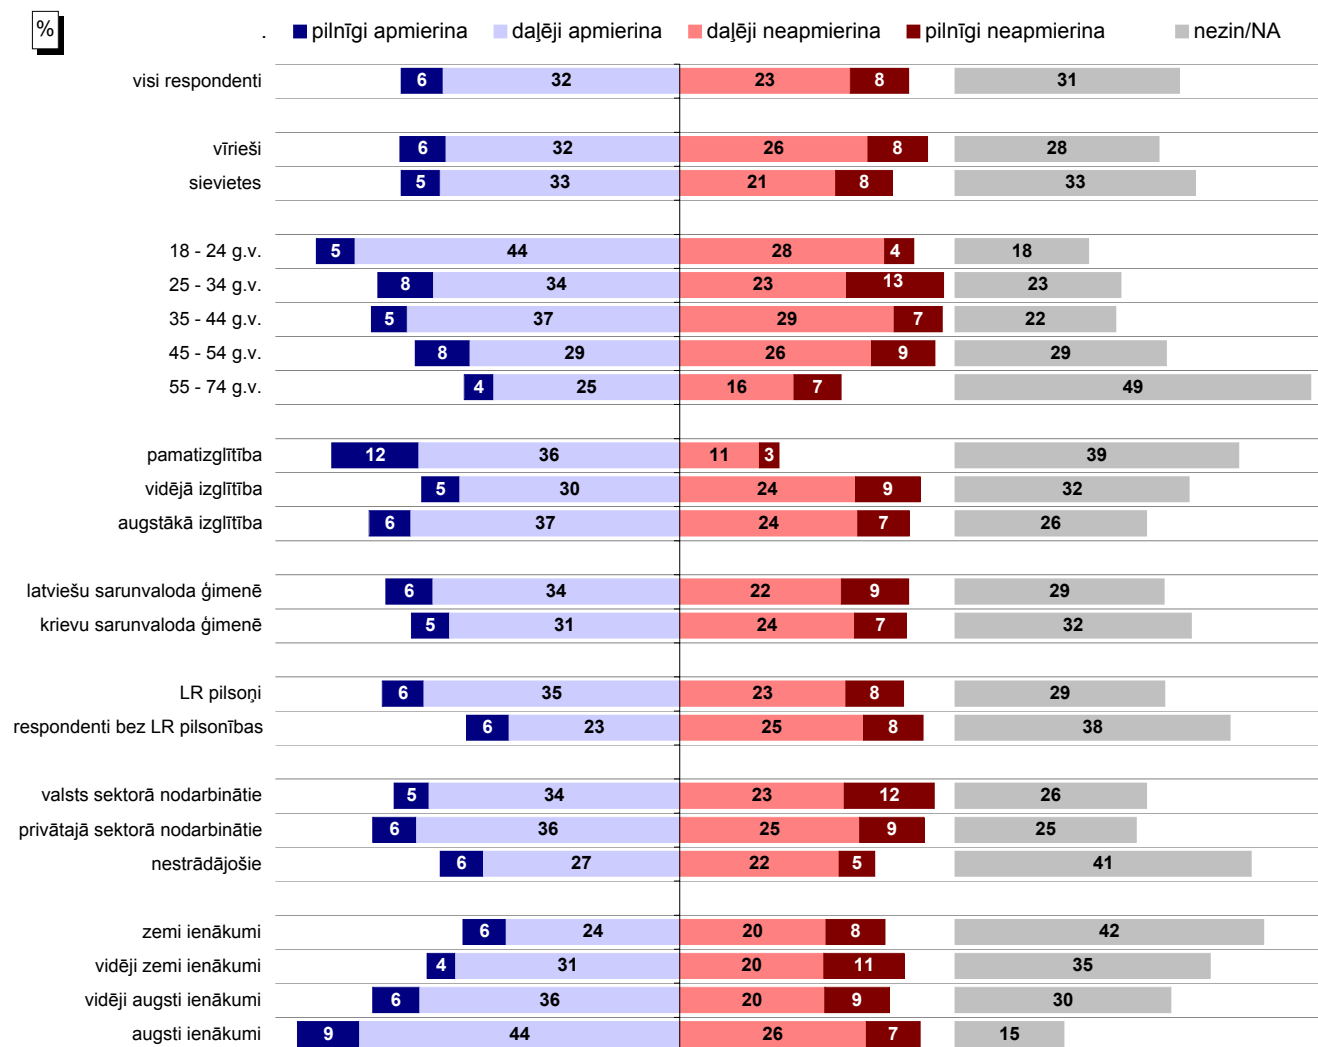 %
. pilnīgi apmierina daļēji apmierina daļēji neapmierina pilnīgi neapmierina nezin/NA
visi respondenti 6 32 23 8 31
vīrieši 6 32 26 8 28
sievietes 5 33 21 8 33
18 - 24 g.v. 5 44 28 4 18
25 - 34 g.v. 8 34 23 13 23
35 - 44 g.v. 5 37 29 7 22
45 - 54 g.v. 8 29 26 9 29
55 - 74 g.v. 4 25 16 7 49
pamatizglītība 12 36 11 3 39
vidējā izglītība 5 30 24 9 32
augstākā izglītība 6 37 24 7 26
latviešu sarunvaloda ģimenē 6 34 22 9 29
krievu sarunvaloda ģimenē 5 31 24 7 32
LR pilsoņi 6 35 23 8 29
respondenti bez LR pilsonības 6 23 25 8 38
valsts sektorā nodarbinātie 5 34 23 12 26
privātajā sektorā nodarbinātie 6 36 25 9 25
nestrādājošie 6 27 22 5 41
zemi ienākumi 6 24 20 8 42
vidēji zemi ienākumi 4 31 20 11 35
vidēji augsti ienākumi 6 36 20 9 30
augsti ienākumi 9 44 26 7 15